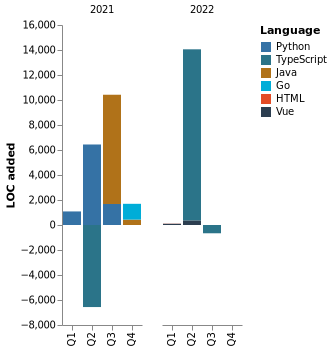 2021 2022
Language
Python
TypeScript
Java
Go
HTML
Vue
LOC added
16,000
14,000
12,000
10,000
8,000
6,000
4,000
2,000
0
−2,000
−4,000
−6,000
−8,000
Q1 Q2 Q3 Q4 Q1 Q2 Q3 Q4